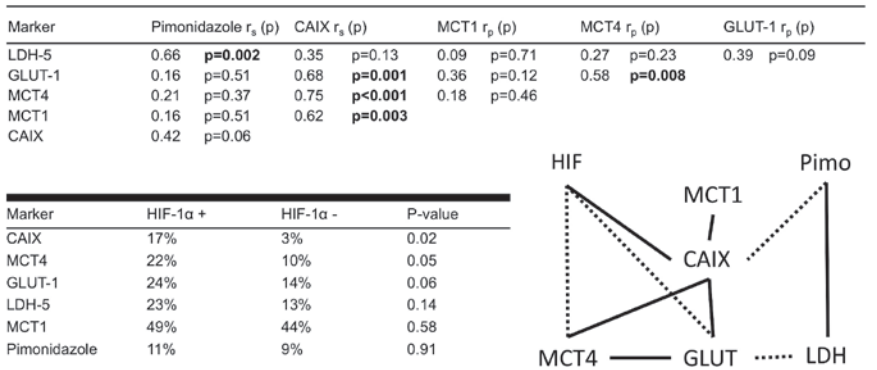 Marker Pimonidazole rs (p) CAIX rs (p) MCT1 rp (p) MCT4 rp (p) GLUT-1 rp (p)
LDH-5 0.66 p=0.002 0.35 p=0.13 0.09 p=0.71 0.27 p=0.23 0.39 p=0.09
GLUT-1 0.16 p=0.51 0.68 p=0.001 0.36 p=0.12 0.58 p=0.008
MCT4 0.21 p=0.37 0.75 p<0.001 0.18 p=0.46
MCT1 0.16 p=0.51 0.62 p=0.003
CAIX 0.42 p=0.06
Marker HIF-1α + HIF-1α - P-value
CAIX 17% 3% 0.02
MCT4 22% 10% 0.05
GLUT-1 24% 14% 0.06
LDH-5 23% 13% 0.14
MCT1 49% 44% 0.58
Pimonidazole 11% 9% 0.91
HIF Pimo
MCT1
CAIX
MCT4 GLUT LDH